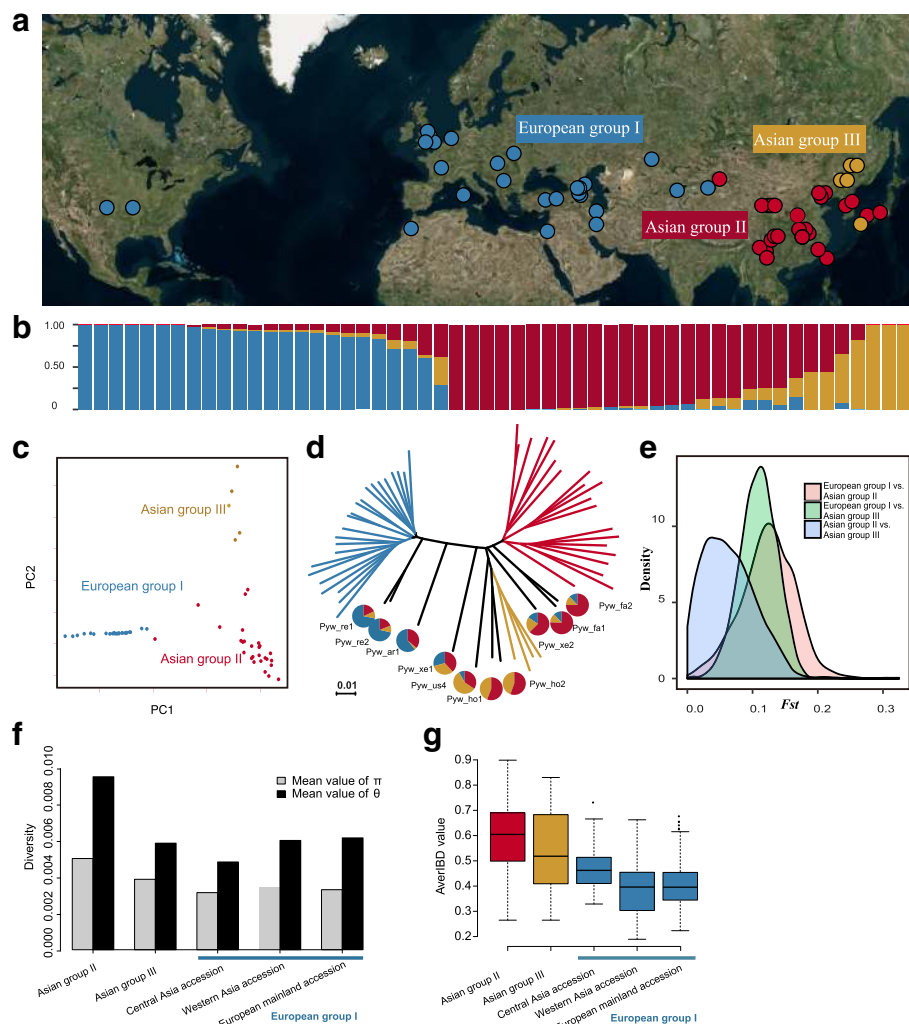 a
European group I
Asian group III
Asian group II
b
1.00
0.50
0
c
Asian group III
European group I
Asian group II
PC2
PC1
d
Pyw_re1
Pyw_re2
Pyw_ar1
Pyw_xe1
Pyw_us4
Pyw_ho1
Pyw_ho2
Pyw_xe2
Pyw_fa1
Pyw_fa2
0.01
e
European group I vs.
Asian group II
European group I vs.
Asian group III
Asian group II vs.
Asian group III
Density
10
5
0
0.0
0.1
0.2
0.3
Fst
f
Diversity
0.010
0.008
0.006
0.004
0.002
0.000
Mean value of π
Mean value of θ
Asian group II
Asian group III
Central Asia accession
Western Asia accession
European mainland accession
European group I
g
AverIBD value
0.9
0.8
0.7
0.6
0.5
0.4
0.3
0.2
Asian group II
Asian group III
Central Asia accession
Western Asia accession
European mainland accession
European group I